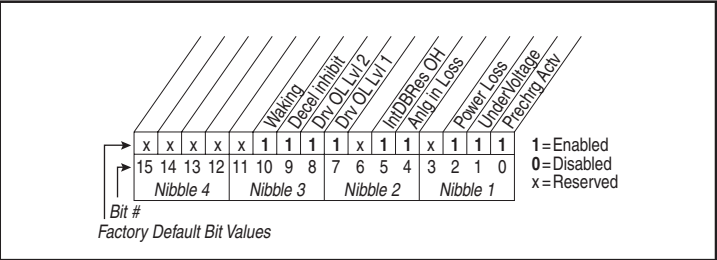 Waking
Decel inhibit
Drv OL Lvl 2
Drv OL Lvl 1
IntDBRes OH
Anlg in Loss
Power Loss
UnderVoltage
Prechrg Actv
x x x x x 1 1 1 1 x 1 1 x 1 1 1
15 14 13 12 11 10 9 8 7 6 5 4 3 2 1 0
Nibble 4 Nibble 3 Nibble 2 Nibble 1
1=Enabled
0=Disabled
x=Reserved
Bit #
Factory Default Bit Values